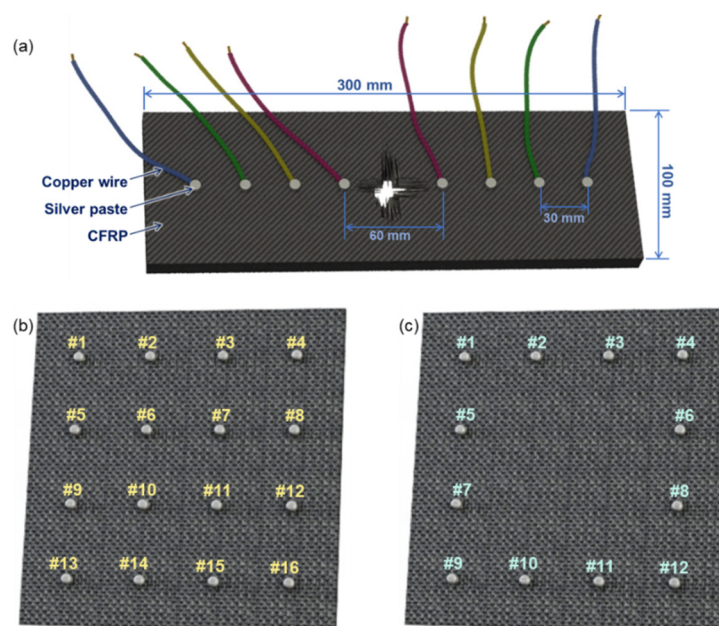 (a)
300 mm
100 mm
Copper wire
Silver paste
CFRP
60 mm
30 mm
(b)
#1 #2 #3 #4
#5 #6 #7 #8
#9 #10 #11 #12
#13 #14 #15 #16
(c)
#1 #2 #3 #4
#5 #6
#7 #8
#9 #10 #11 #12